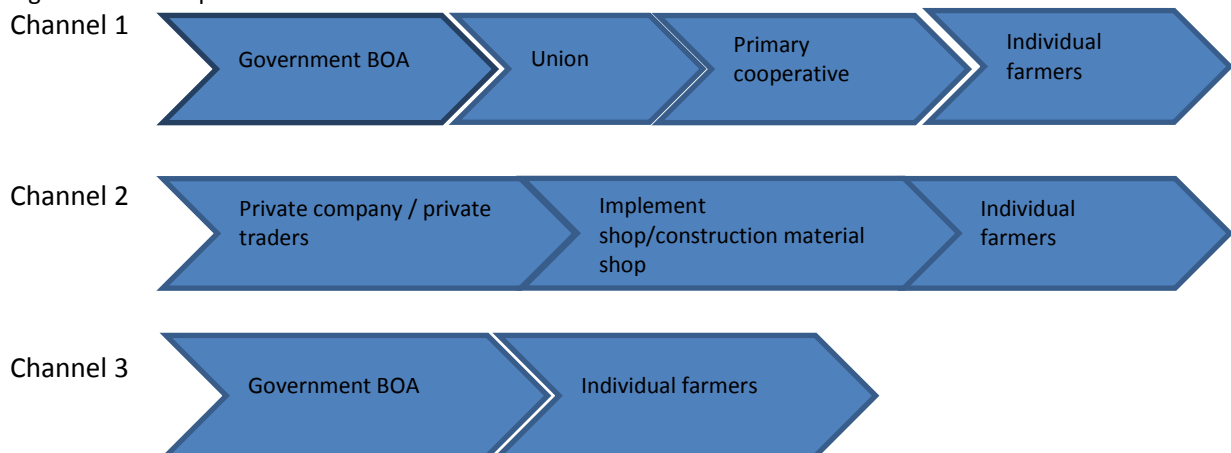 Channel 1
Government BOA
Union
Primary
cooperative
Individual
farmers
Channel 2
Private company / private
traders
Implement
shop/construction material
shop
Individual
farmers
Channel 3
Government BOA
Individual farmers